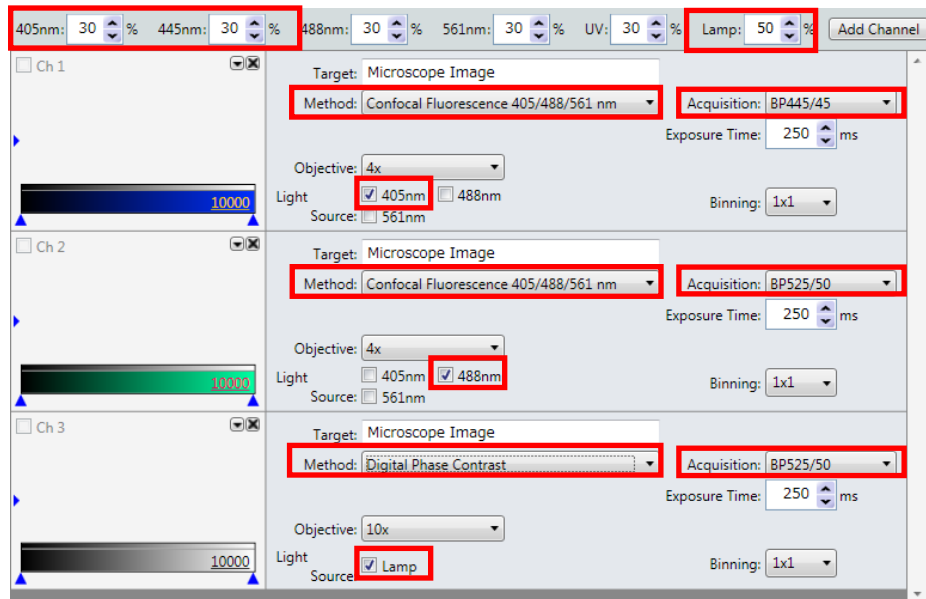 405nm: 30 % 445nm: 30 % 488nm: 30 % 561nm: 30 % UV: 30 % Lamp: 50 % Add Channel
Ch 1
Target: Microscope Image
Method: Confocal Fluorescence 405/488/561 nm Acquisition: BP445/45
Exposure Time: 250 ms
Objective: 4x
10000 Light 405nm 488nm Binning: 1x1
Source: 561nm
Ch 2
Target: Microscope Image
Method: Confocal Fluorescence 405/488/561 nm Acquisition: BP525/50
Exposure Time: 250 ms
Objective: 4x
10000 Light 405nm 488nm Binning: 1x1
Source: 561nm
Ch 3
Target: Microscope Image
Method: Digital Phase Contrast Acquisition: BP525/50
Exposure Time: 250 ms
Objective: 10x
10000 Light Lamp Binning: 1x1
Source: